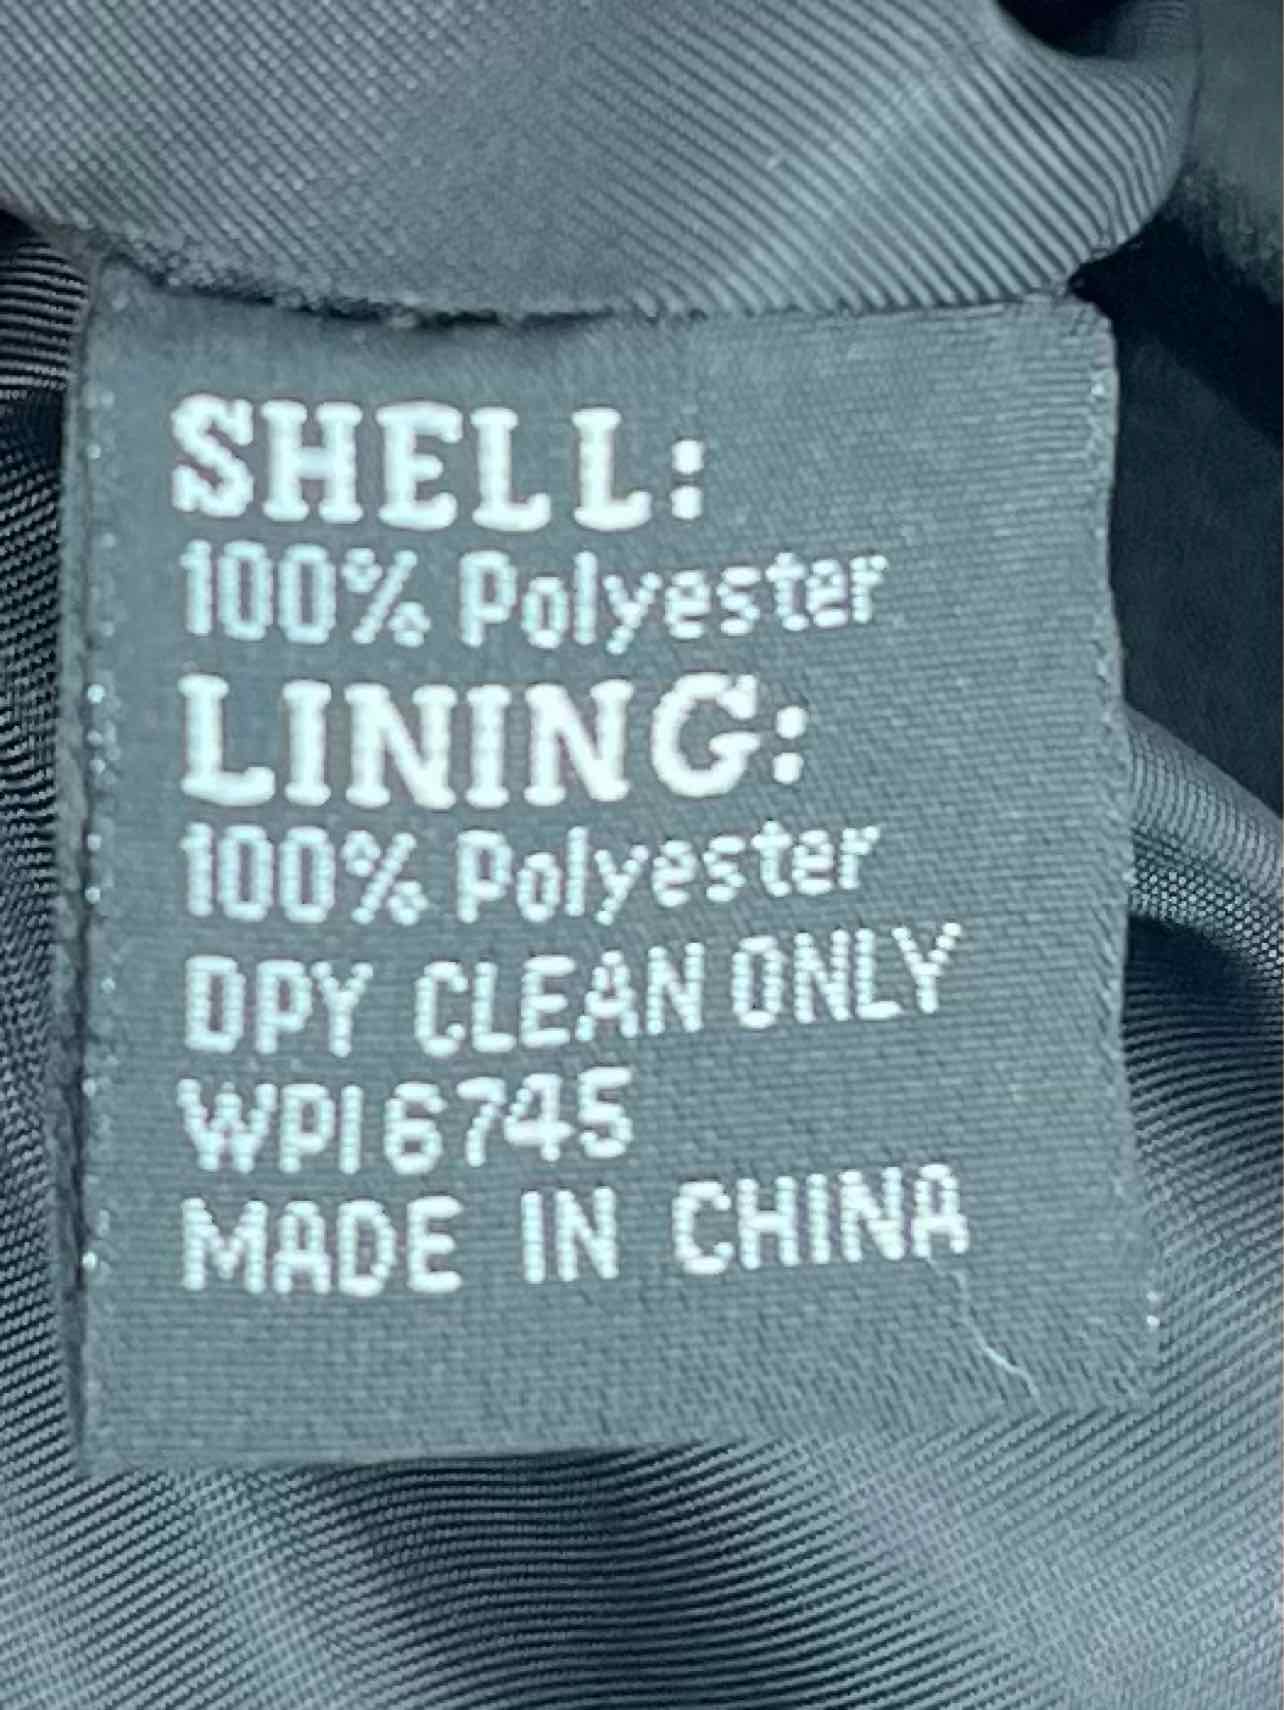 SHELL:
100% Polyester
LINING:
100% Polyester
DPY CLEAN ONLY
WPI6745
MADE IN CHINA